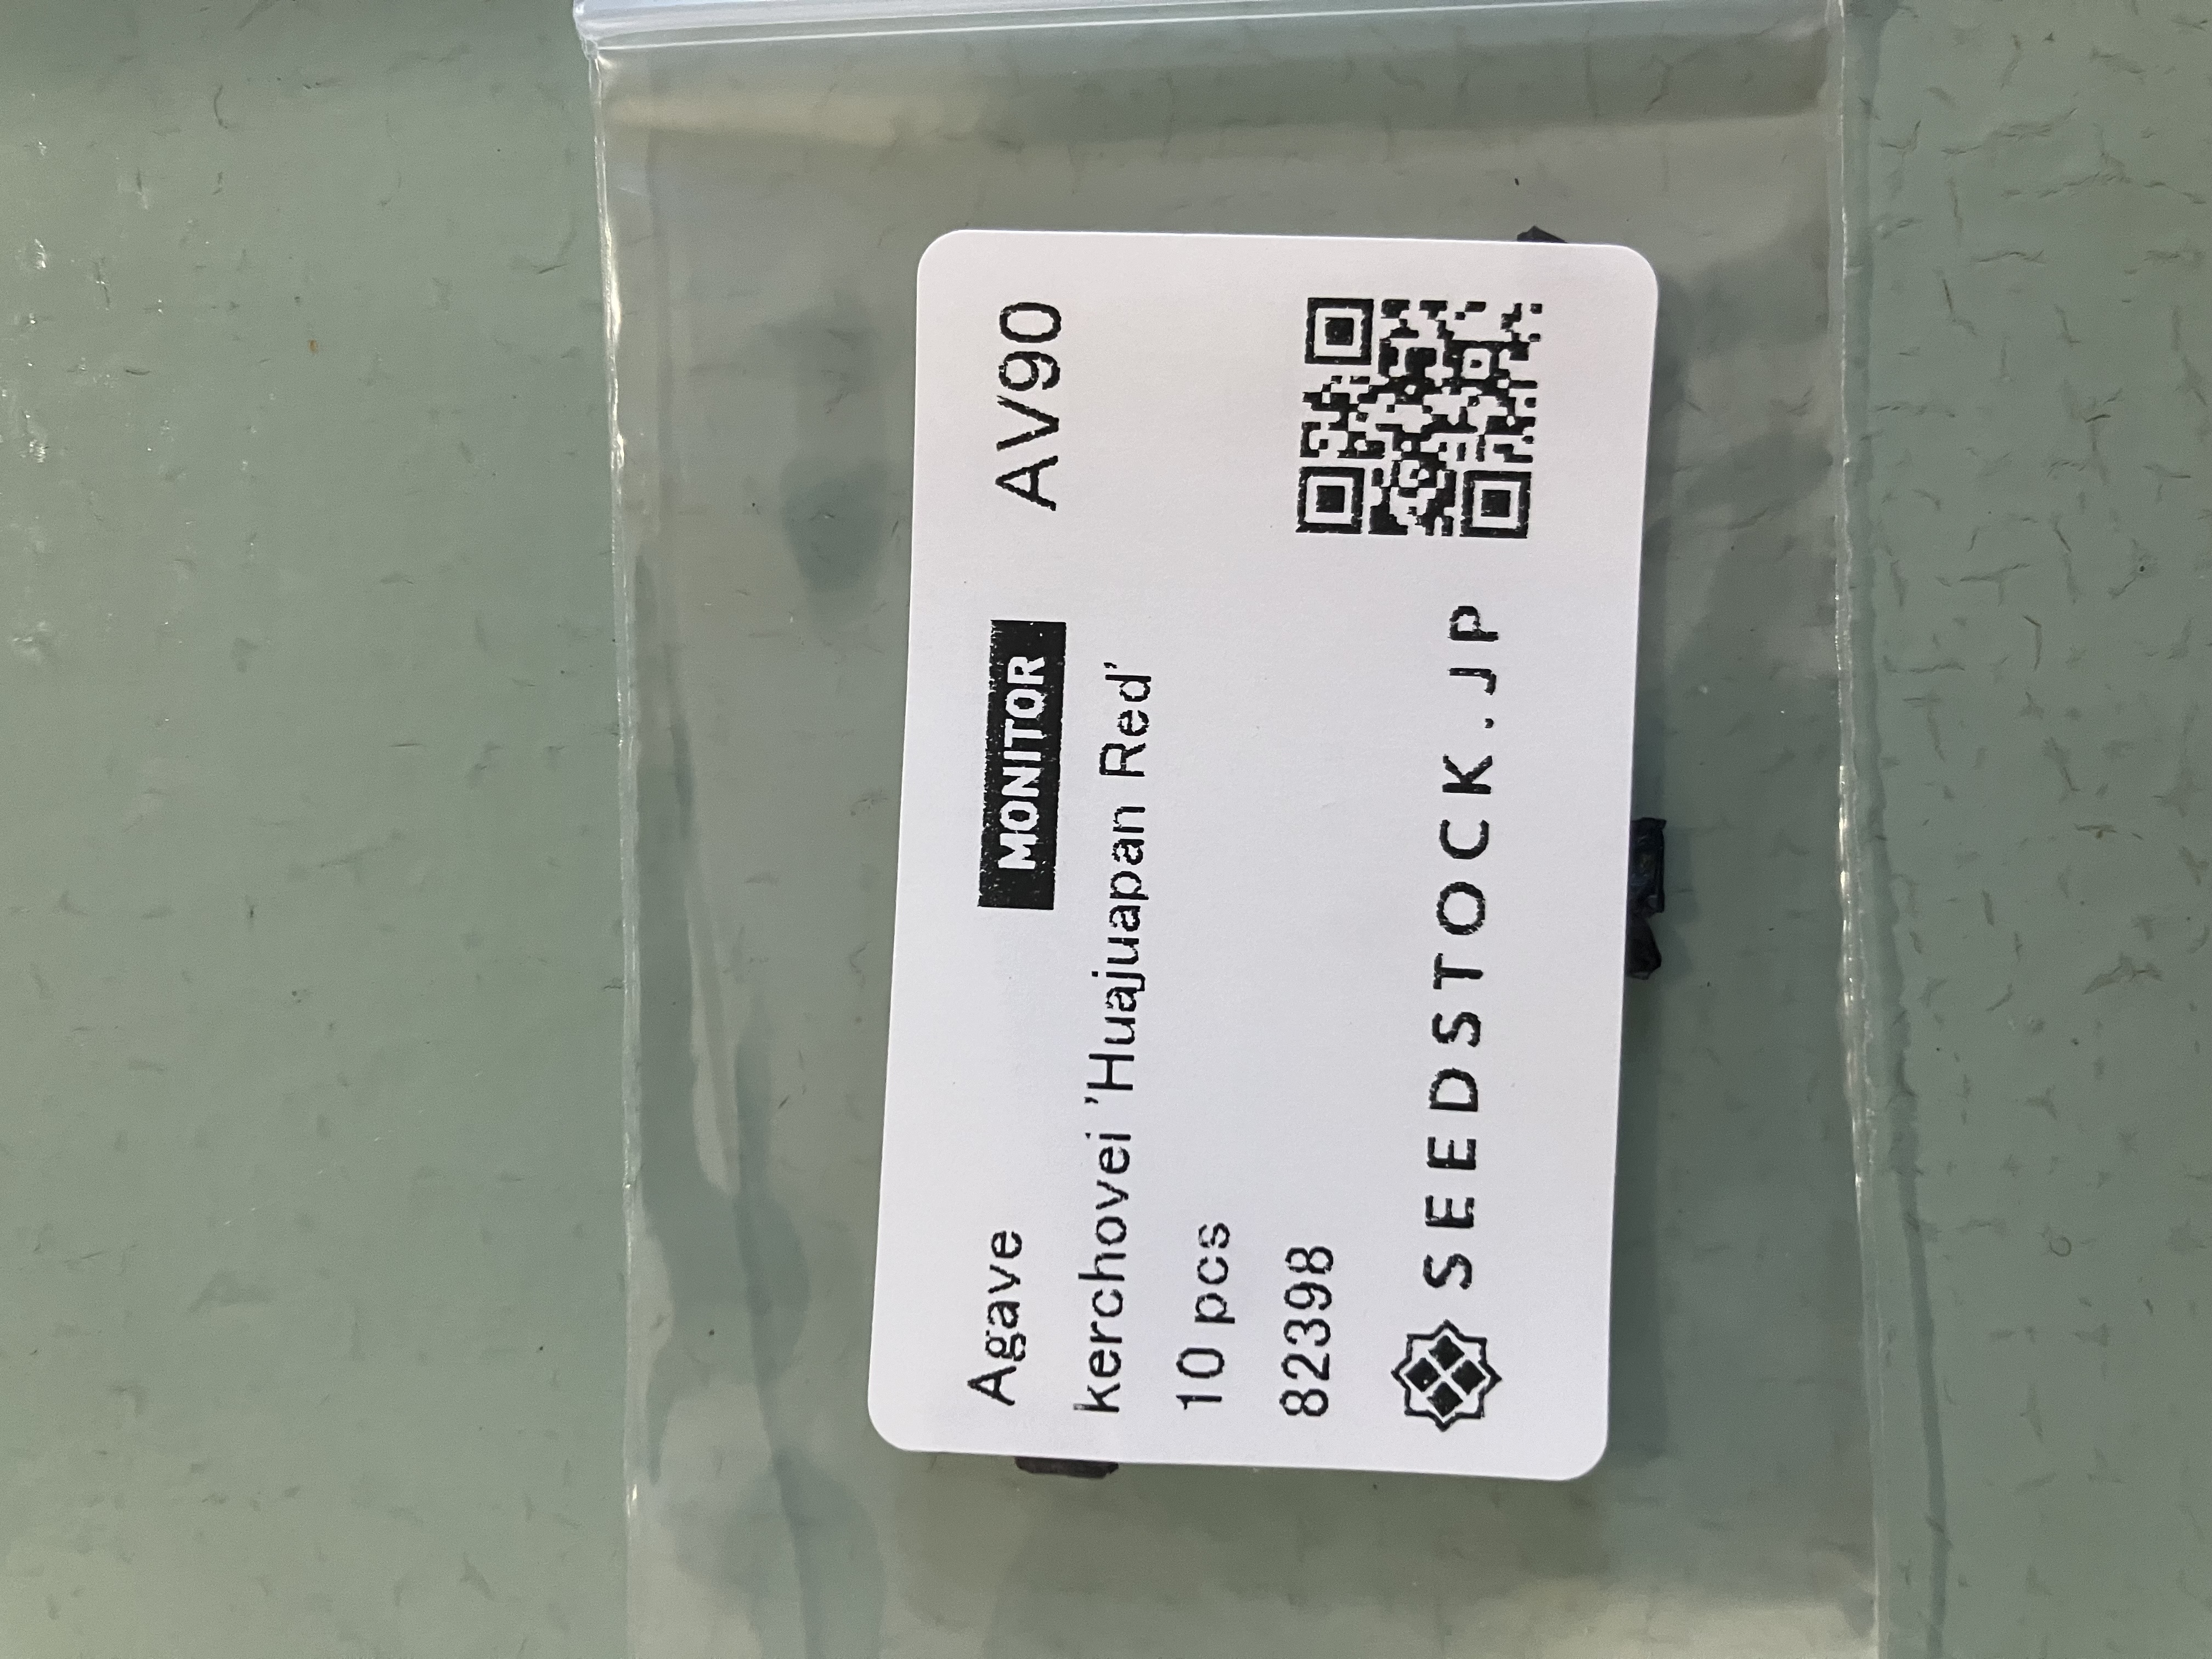 Agave MONITOR AV90
kerchovei 'Huajuapan Red'
10 pcs
82398
SEEDSTOCK.JP